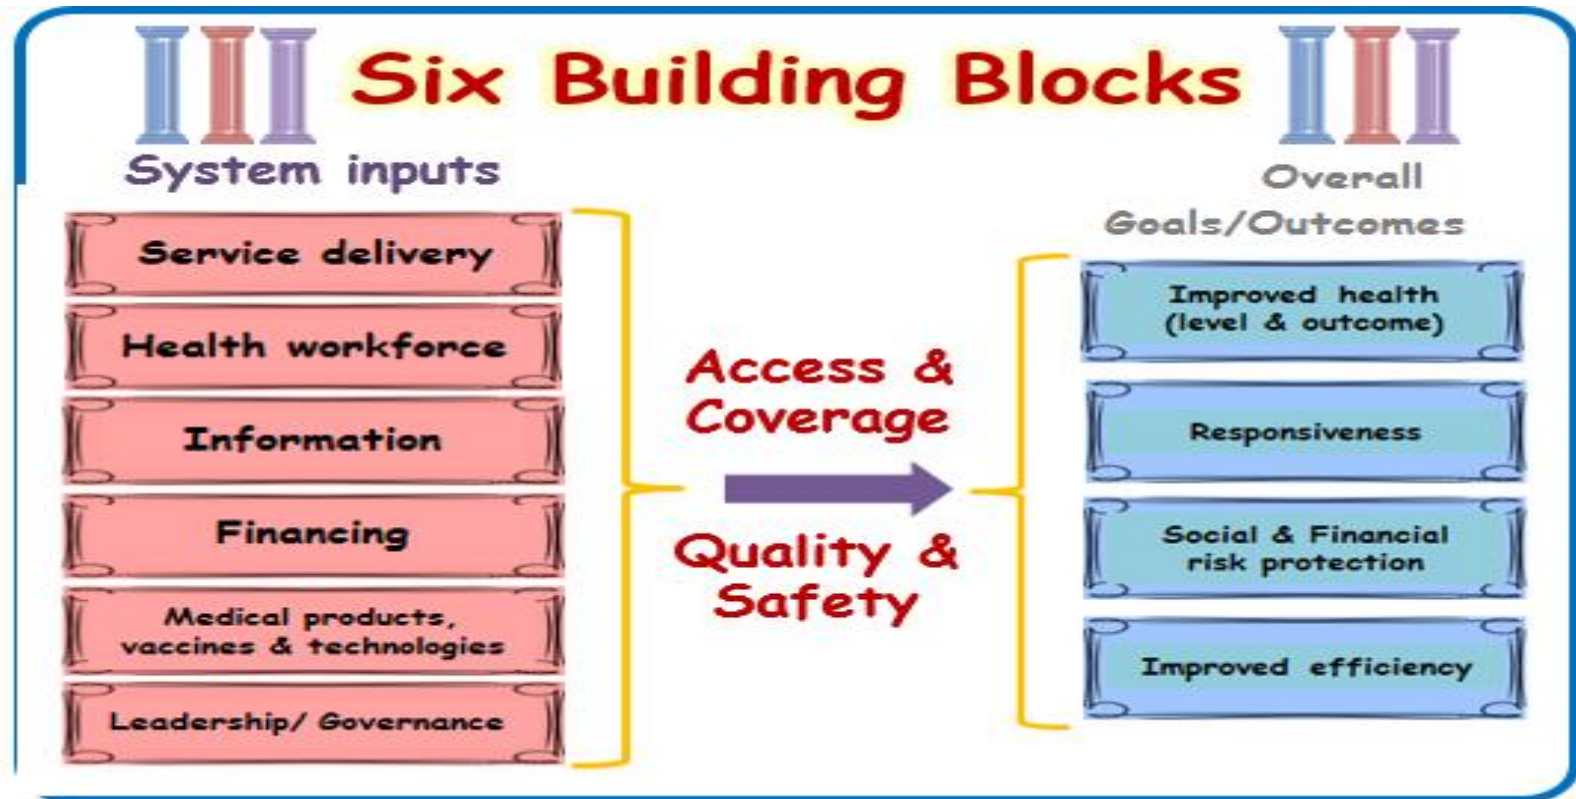 Six Building Blocks
System inputs
Service delivery
Health workforce
Information
Financing
Medical products,
vaccines & technologies
Leadership/ Governance
Access &
Coverage
Quality &
Safety
Overall
Goals/Outcomes
Improved health
(level & outcome)
Responsiveness
Social & Financial
risk protection
Improved efficiency